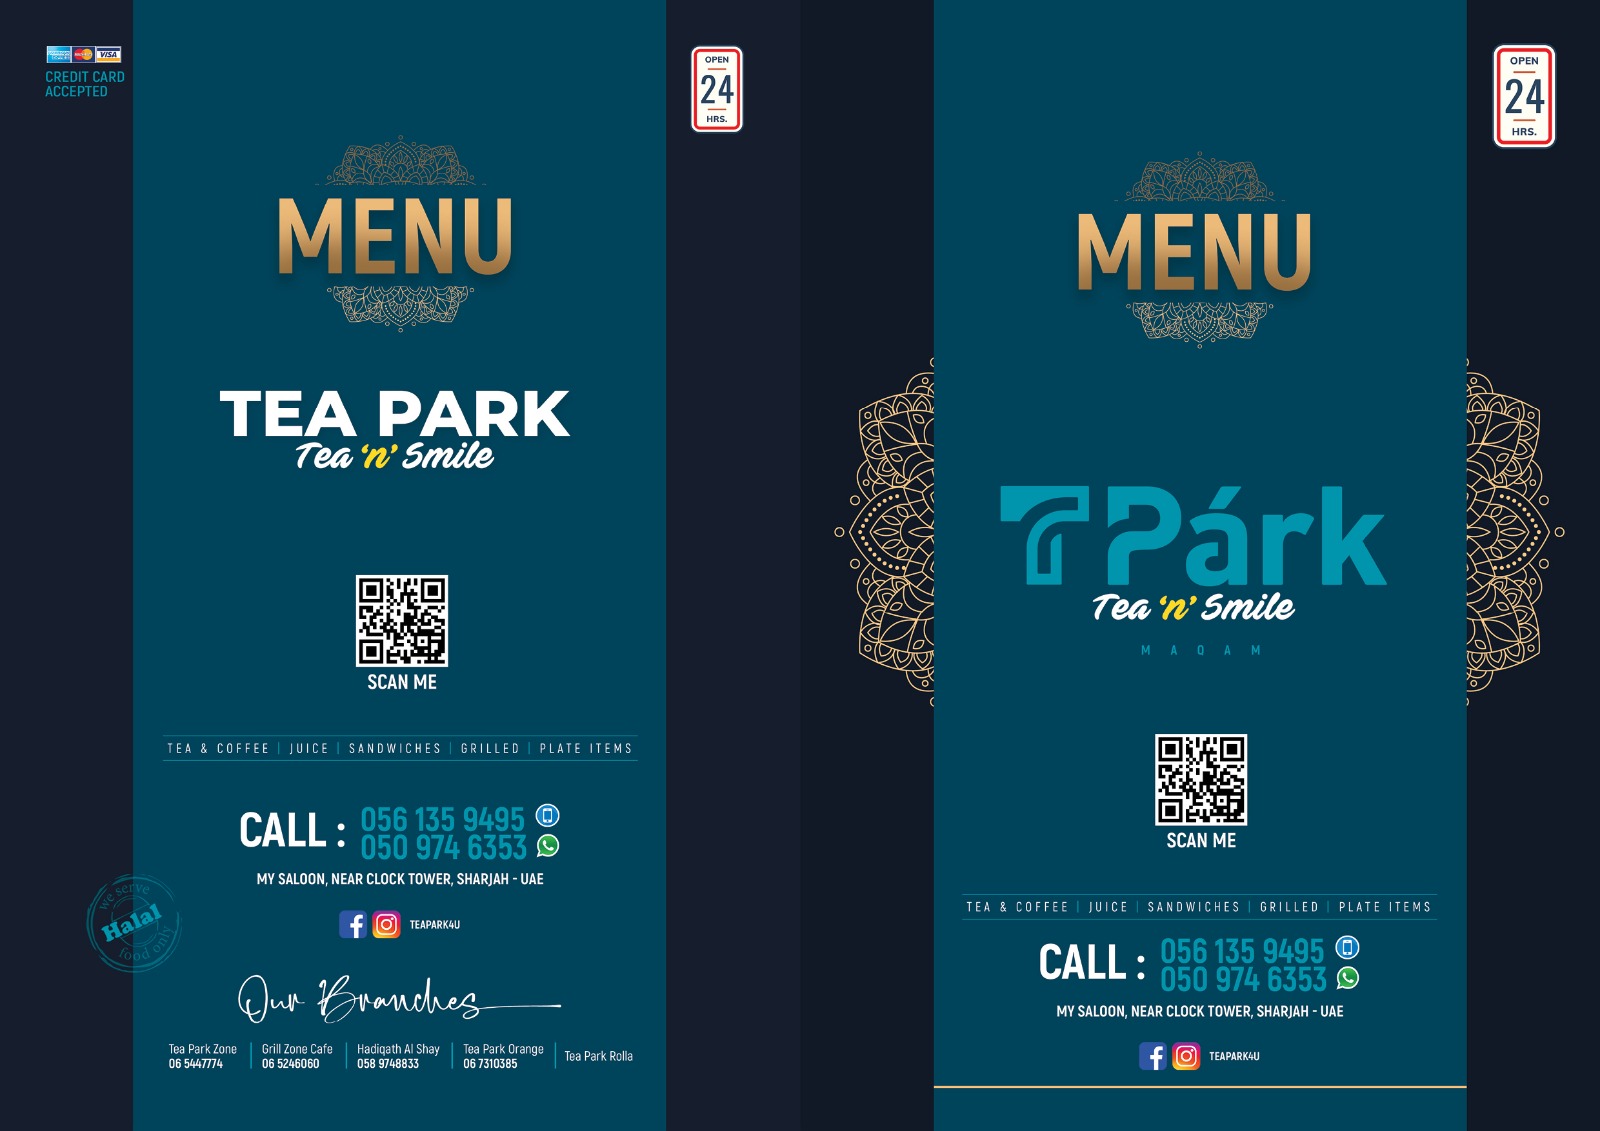 CREDIT CARD
ACCEPTED
VISA
OPEN
24
HRS.
MENU
TEA PARK
Tea 'n' Smile
SCAN ME
TEA & COFFEE | JUICE | SANDWICHES | GRILLED | PLATE ITEMS
CALL : 056 135 9495
050 974 6353
MY SALOON, NEAR CLOCK TOWER, SHARJAH - UAE
we serve
Halal
food only
TEAPARK4U
Our Branches
Tea Park Zone
06 5447774
Grill Zone Cafe
06 5246060
Hadiqath Al Shay
058 9748833
Tea Park Orange
06 7310385
Tea Park Rolla
OPEN
24
HRS.
MENU
T Párk
Tea 'n' Smile
MAQAM
SCAN ME
TEA & COFFEE | JUICE | SANDWICHES | GRILLED | PLATE ITEMS
CALL : 056 135 9495
050 974 6353
MY SALOON, NEAR CLOCK TOWER, SHARJAH - UAE
TEAPARK4U